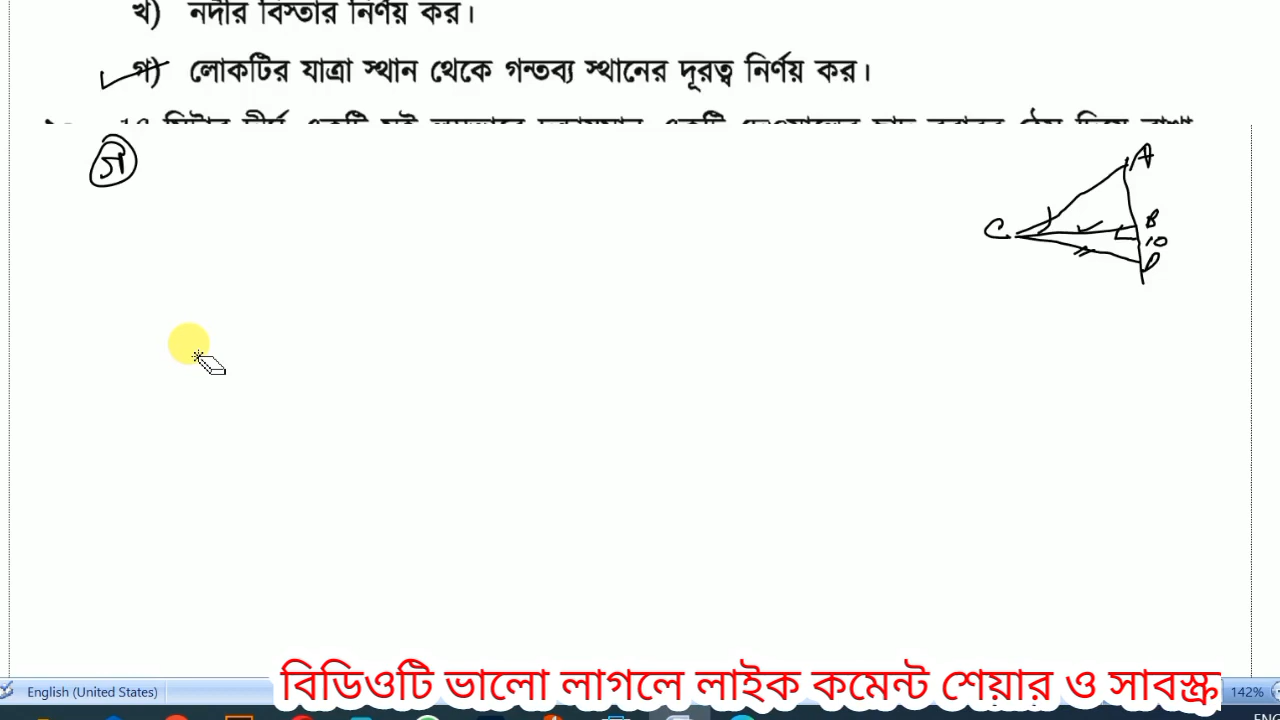 খ) নদীর বিস্তার নির্ণয় কর।
গ) লোকটির যাত্রা স্থান থেকে গন্তব্য স্থানের দূরত্ব নির্ণয় কর।
গ
A
C
B
10
D
English (United States)
বিডিওটি ভালো লাগলে লাইক কমেন্ট শেয়ার ও সাবস্ক্র
142%